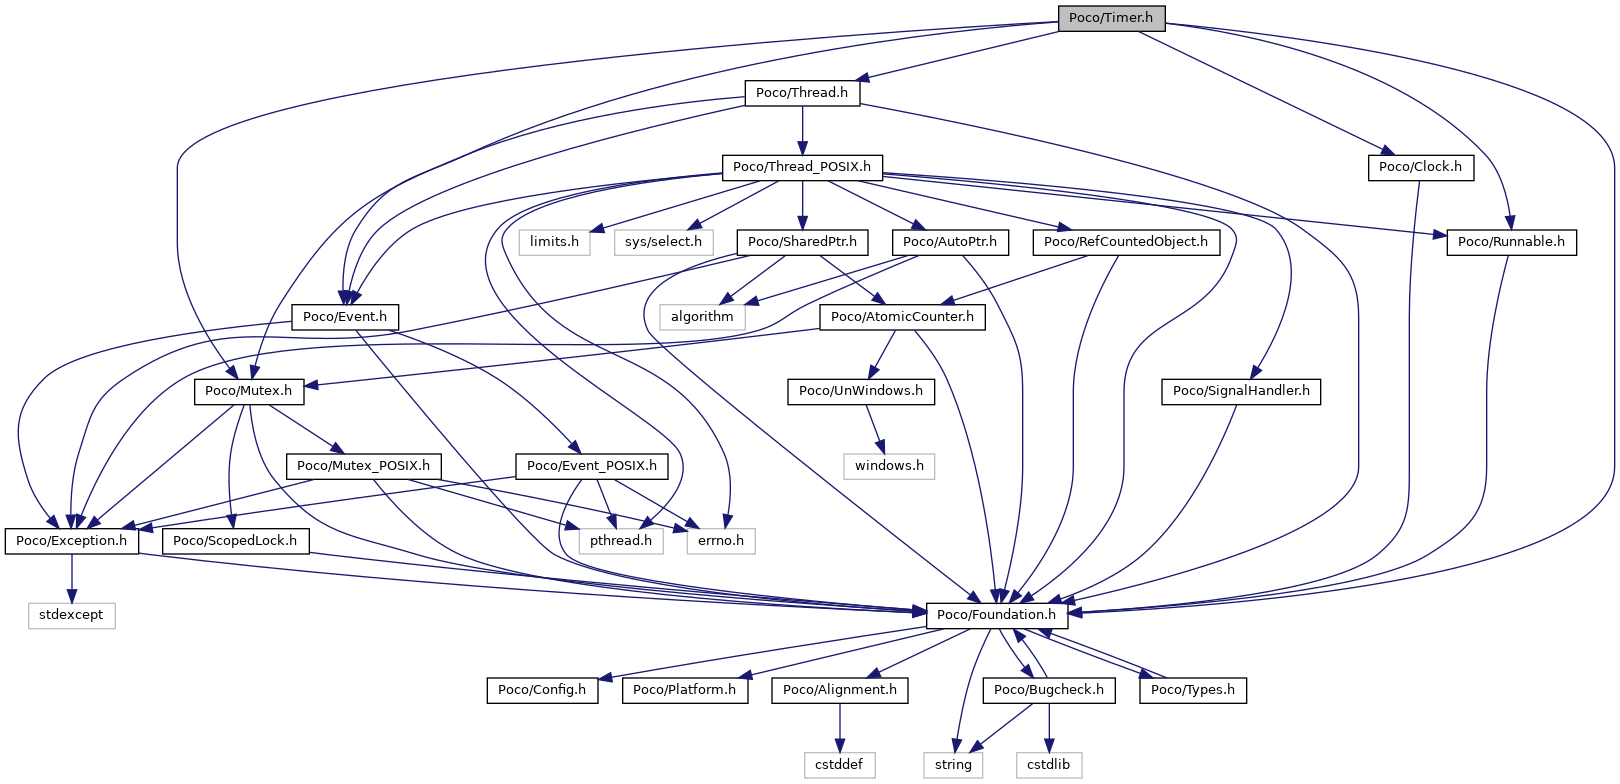 Poco/Timer.h
Poco/Thread.h
Poco/Thread_POSIX.h
Poco/Clock.h
limits.h
sys/select.h
Poco/SharedPtr.h
Poco/AutoPtr.h
Poco/RefCountedObject.h
Poco/Runnable.h
Poco/Event.h
algorithm
Poco/AtomicCounter.h
Poco/Mutex.h
Poco/UnWindows.h
Poco/SignalHandler.h
Poco/Mutex_POSIX.h
Poco/Event_POSIX.h
windows.h
Poco/Exception.h
Poco/ScopedLock.h
pthread.h
errno.h
stdexcept
Poco/Foundation.h
Poco/Config.h
Poco/Platform.h
Poco/Alignment.h
Poco/Bugcheck.h
Poco/Types.h
cstddef
string
cstdlib